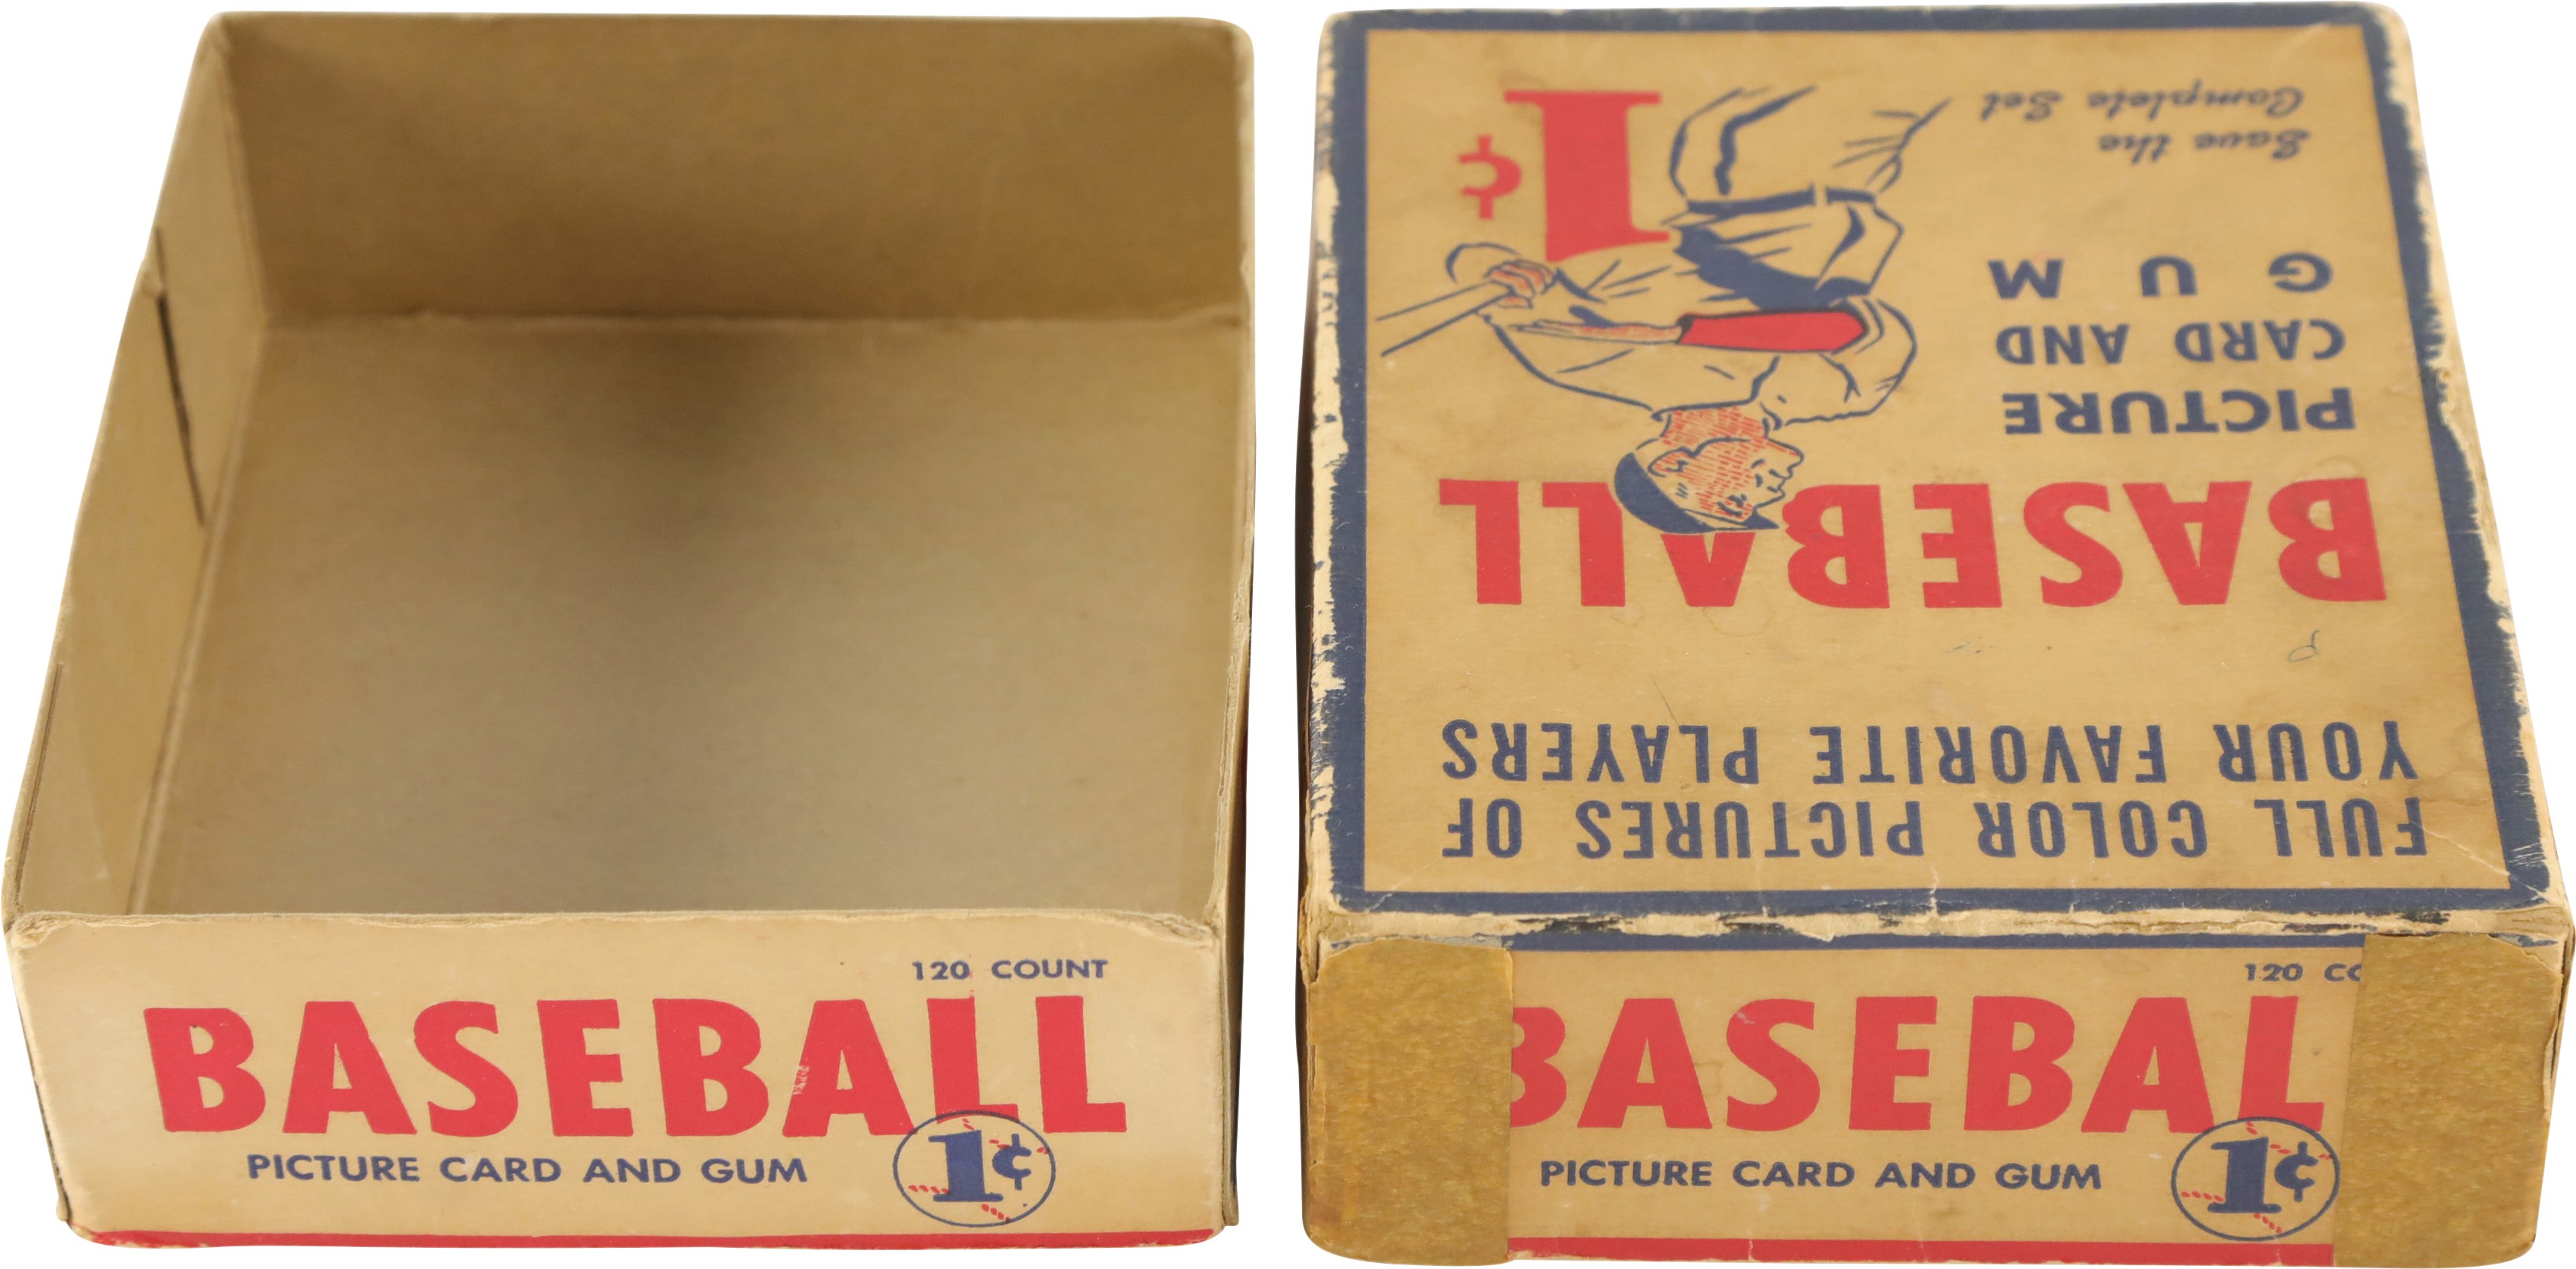 120 COUNT
BASEBALL
PICTURE CARD AND GUM
1¢
FULL COLOR PICTURES OF
YOUR FAVORITE PLAYERS
BASEBALL
PICTURE
CARD AND
GUM
Save the
Complete Set
1¢
120 CO
BASEBAL
PICTURE CARD AND GUM
1¢